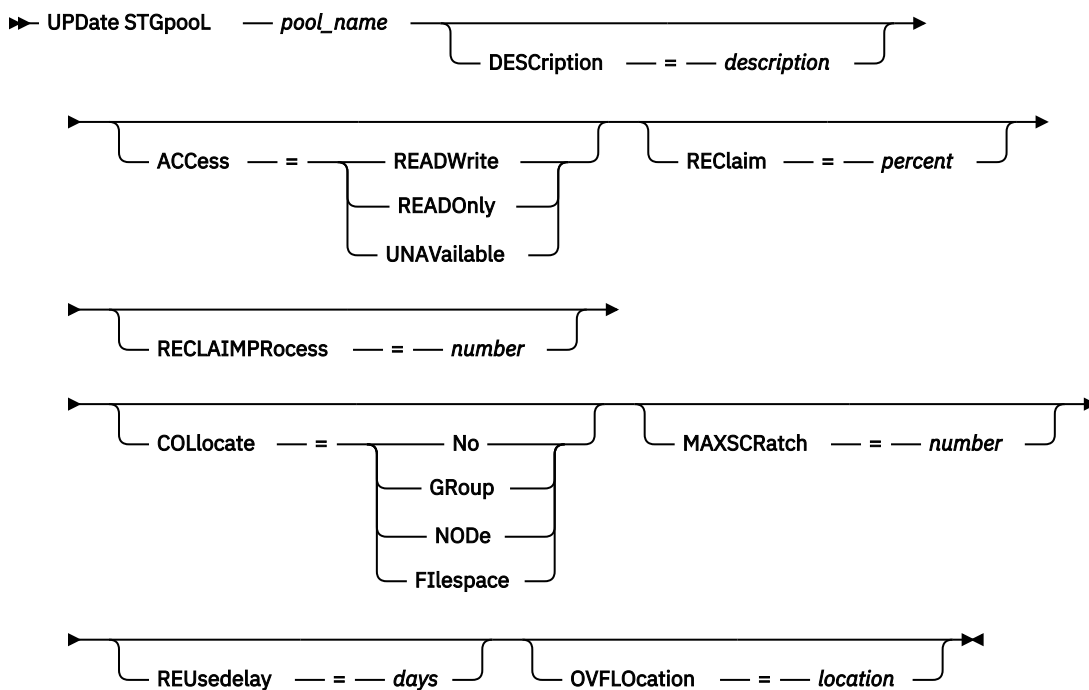 UPDate STGpooL — pool_name
DESCription — = — description
ACCess — = READWrite
READOnly
UNAVailable
REClaim — = — percent
RECLAIMPRocess — = — number
COLlocate — = No
GRoup
NODe
FIlespace
MAXSCRatch — = — number
REUsedelay — = — days
OVFLOcation — = — location